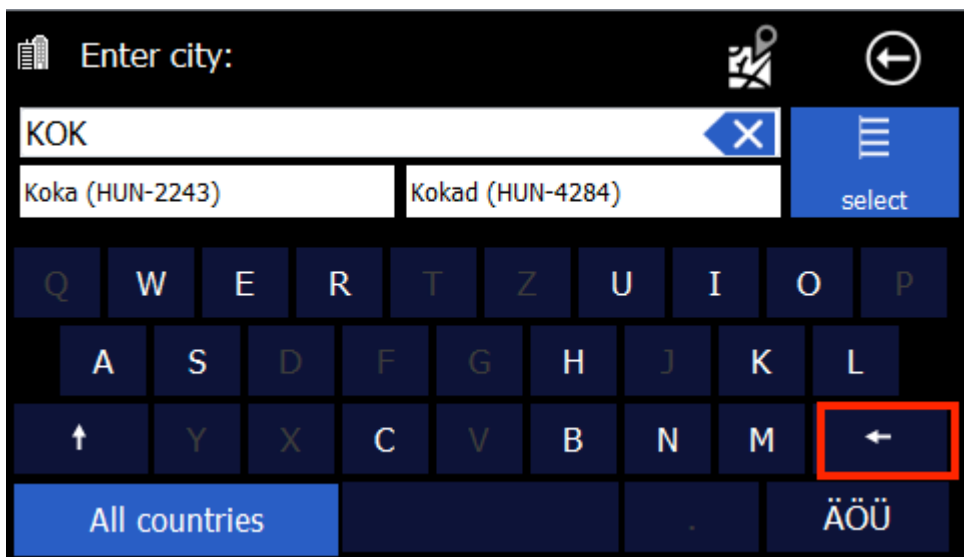 Enter city:
KOK
Koka (HUN-2243) Kokad (HUN-4284) select
Q W E R T Z U I O P
A S D F G H J K L
Y X C V B N M
All countries . ÄÖÜ